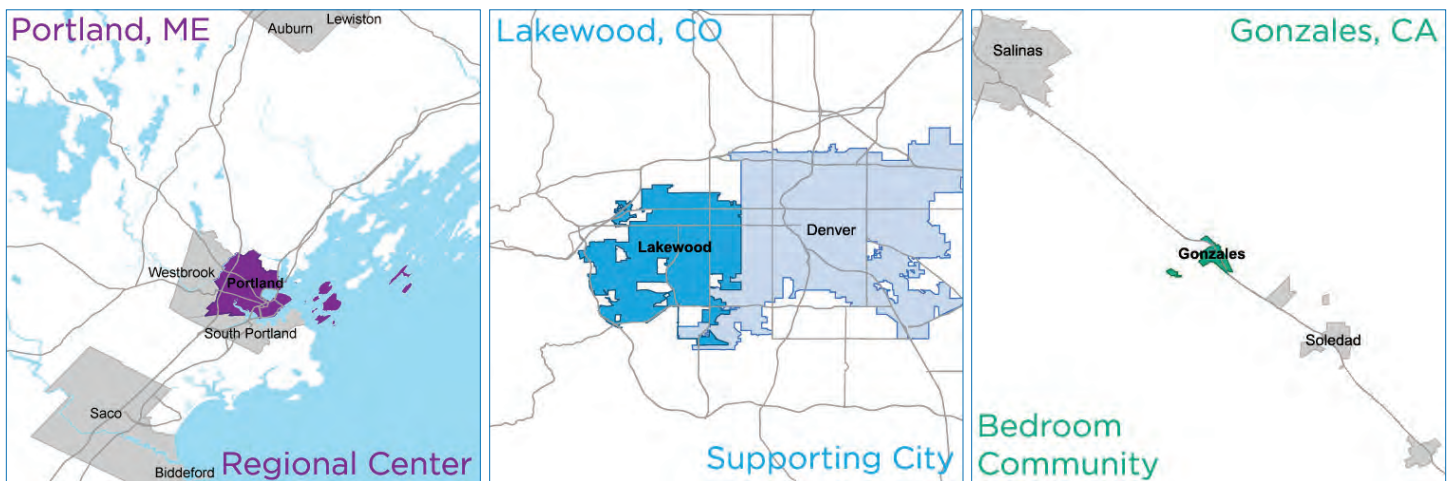 Portland, ME
Auburn
Lewiston
Westbrook
Portland
South Portland
Saco
Biddeford
Regional Center
Lakewood, CO
Lakewood
Denver
Supporting City
Gonzales, CA
Salinas
Gonzales
Soledad
Bedroom
Community